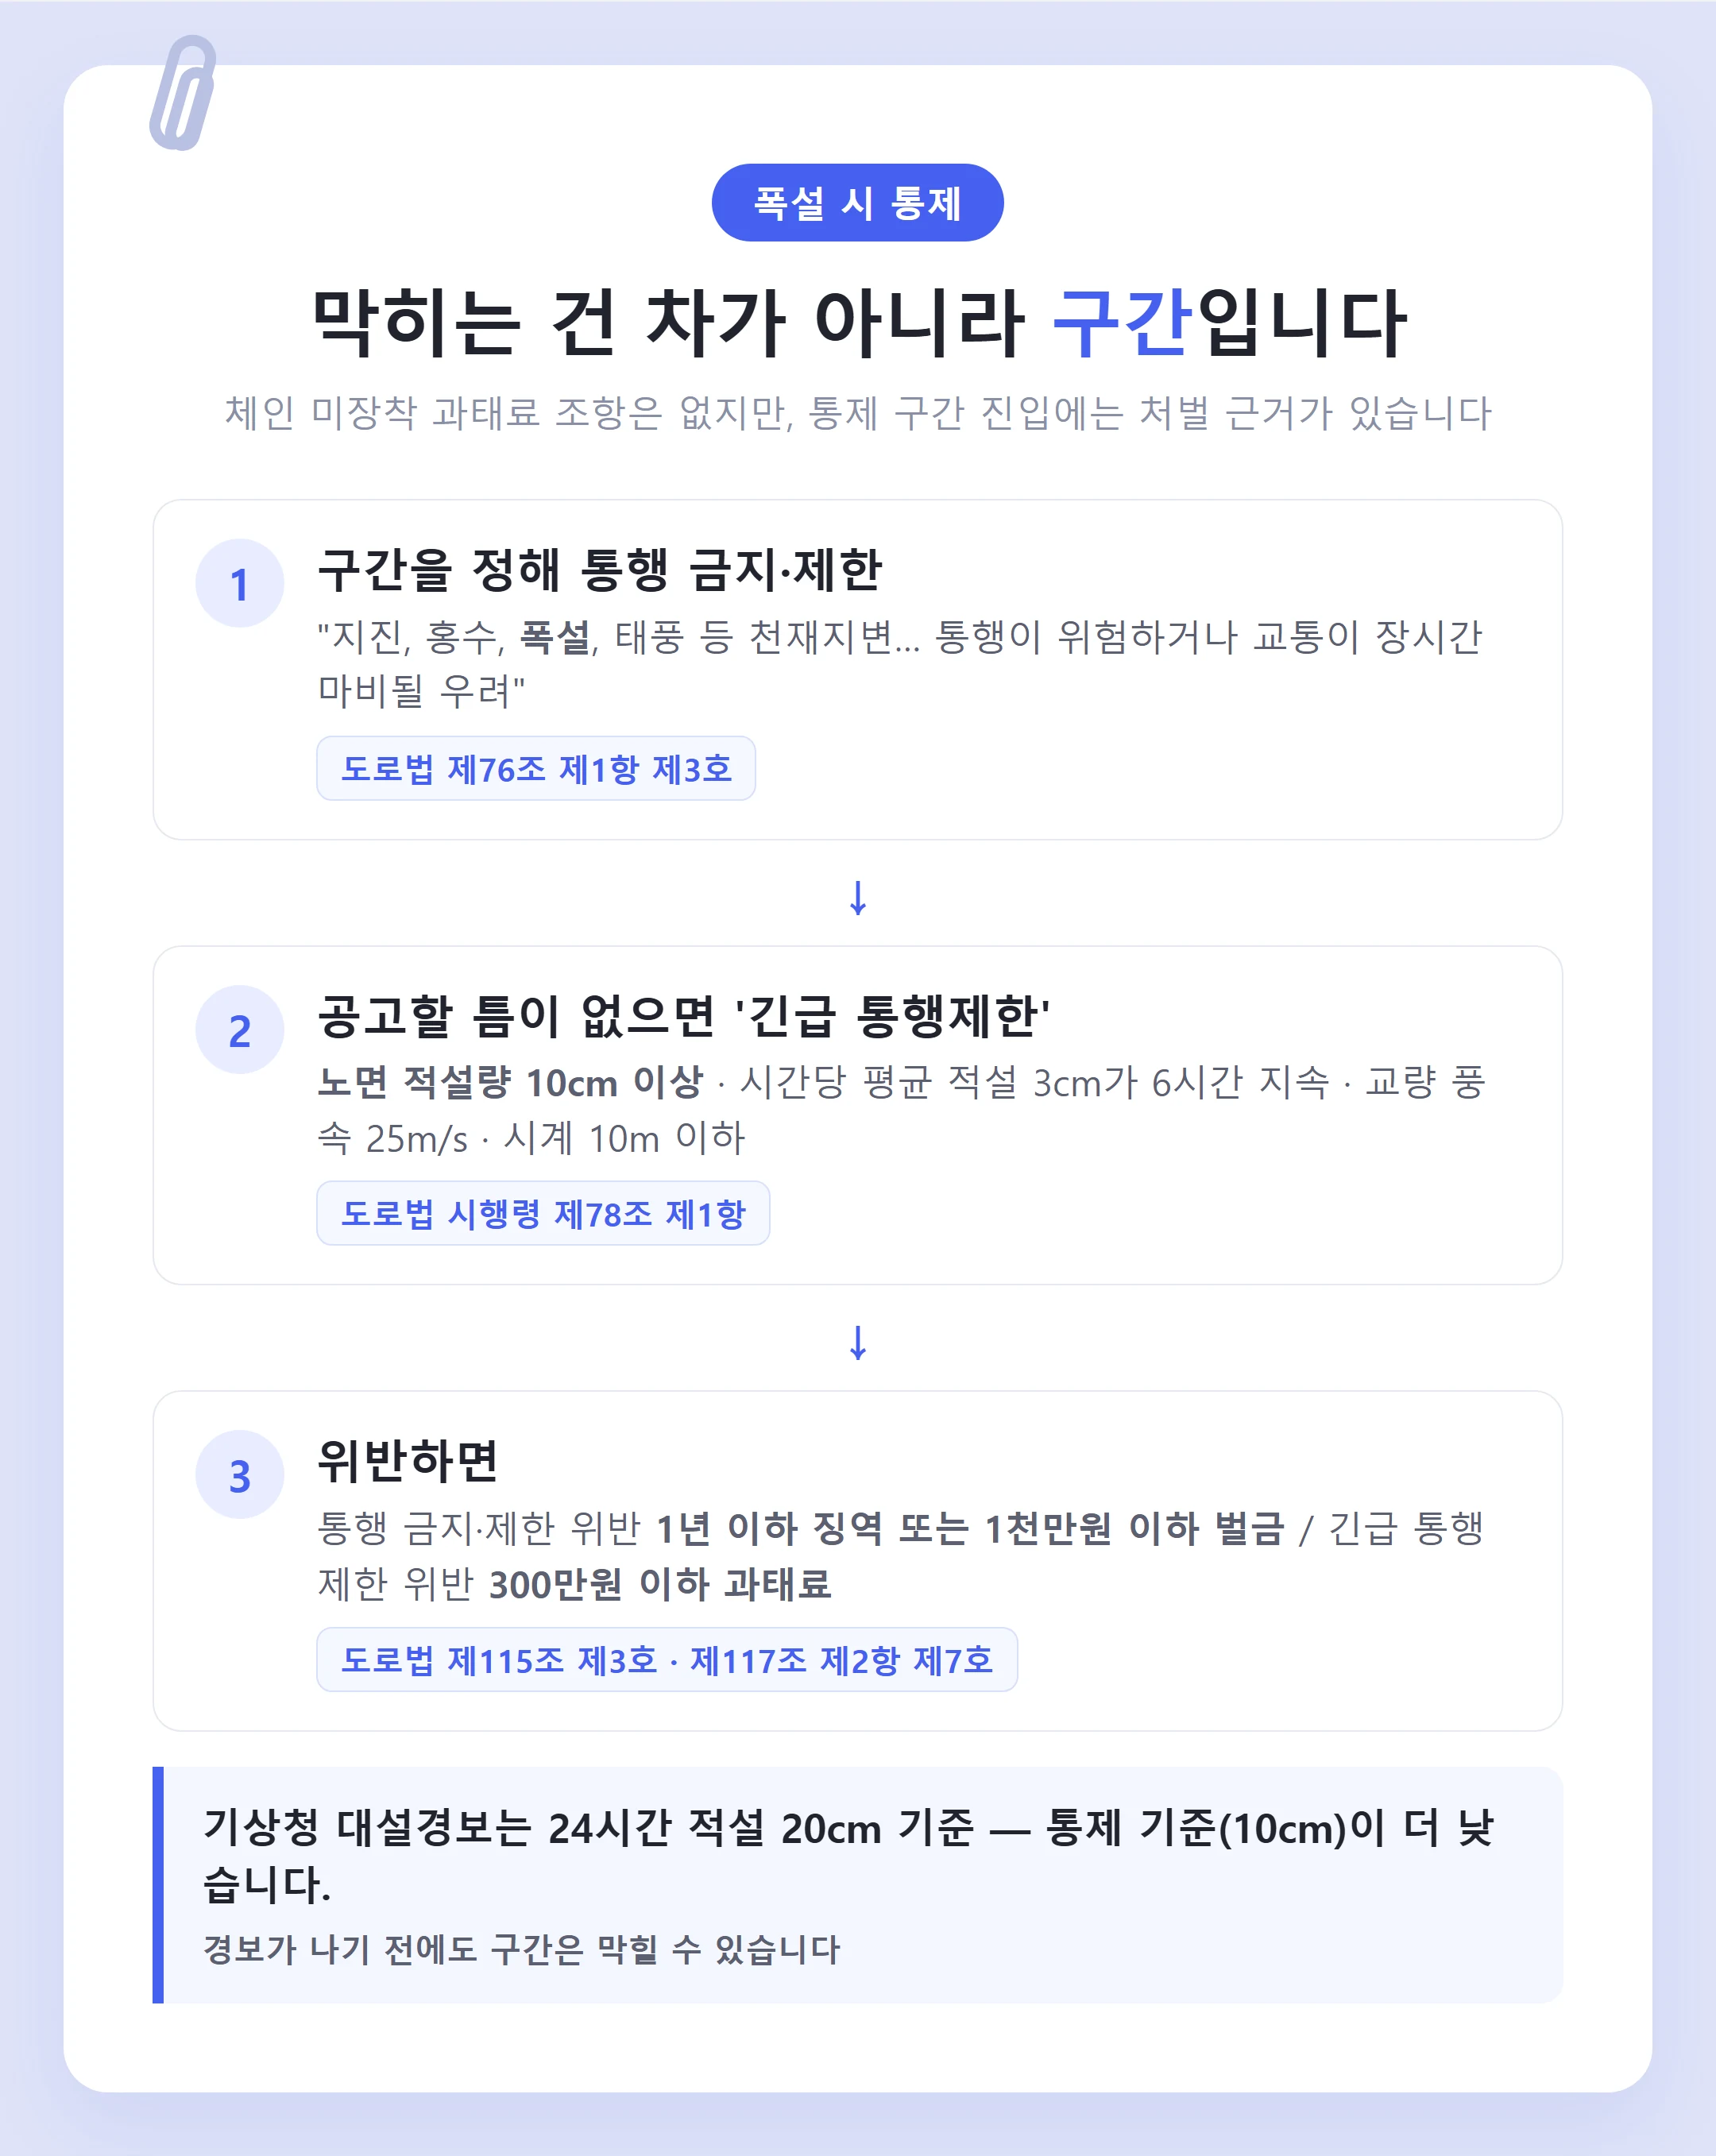 폭설 시 통제
막히는 건 차가 아니라 구간입니다
체인 미장착 과태료 조항은 없지만, 통제 구간 진입에는 처벌 근거가 있습니다
1
구간을 정해 통행 금지·제한
"지진, 홍수, 폭설, 태풍 등 천재지변... 통행이 위험하거나 교통이 장시간
마비될 우려"
도로법 제76조 제1항 제3호
↓
2
공고할 틈이 없으면 '긴급 통행제한'
노면 적설량 10cm 이상 · 시간당 평균 적설 3cm가 6시간 지속 · 교량 풍
속 25m/s · 시계 10m 이하
도로법 시행령 제78조 제1항
↓
3
위반하면
통행 금지·제한 위반 1년 이하 징역 또는 1천만원 이하 벌금 / 긴급 통행
제한 위반 300만원 이하 과태료
도로법 제115조 제3호 · 제117조 제2항 제7호
기상청 대설경보는 24시간 적설 20cm 기준 — 통제 기준(10cm)이 더 낮
습니다.
경보가 나기 전에도 구간은 막힐 수 있습니다